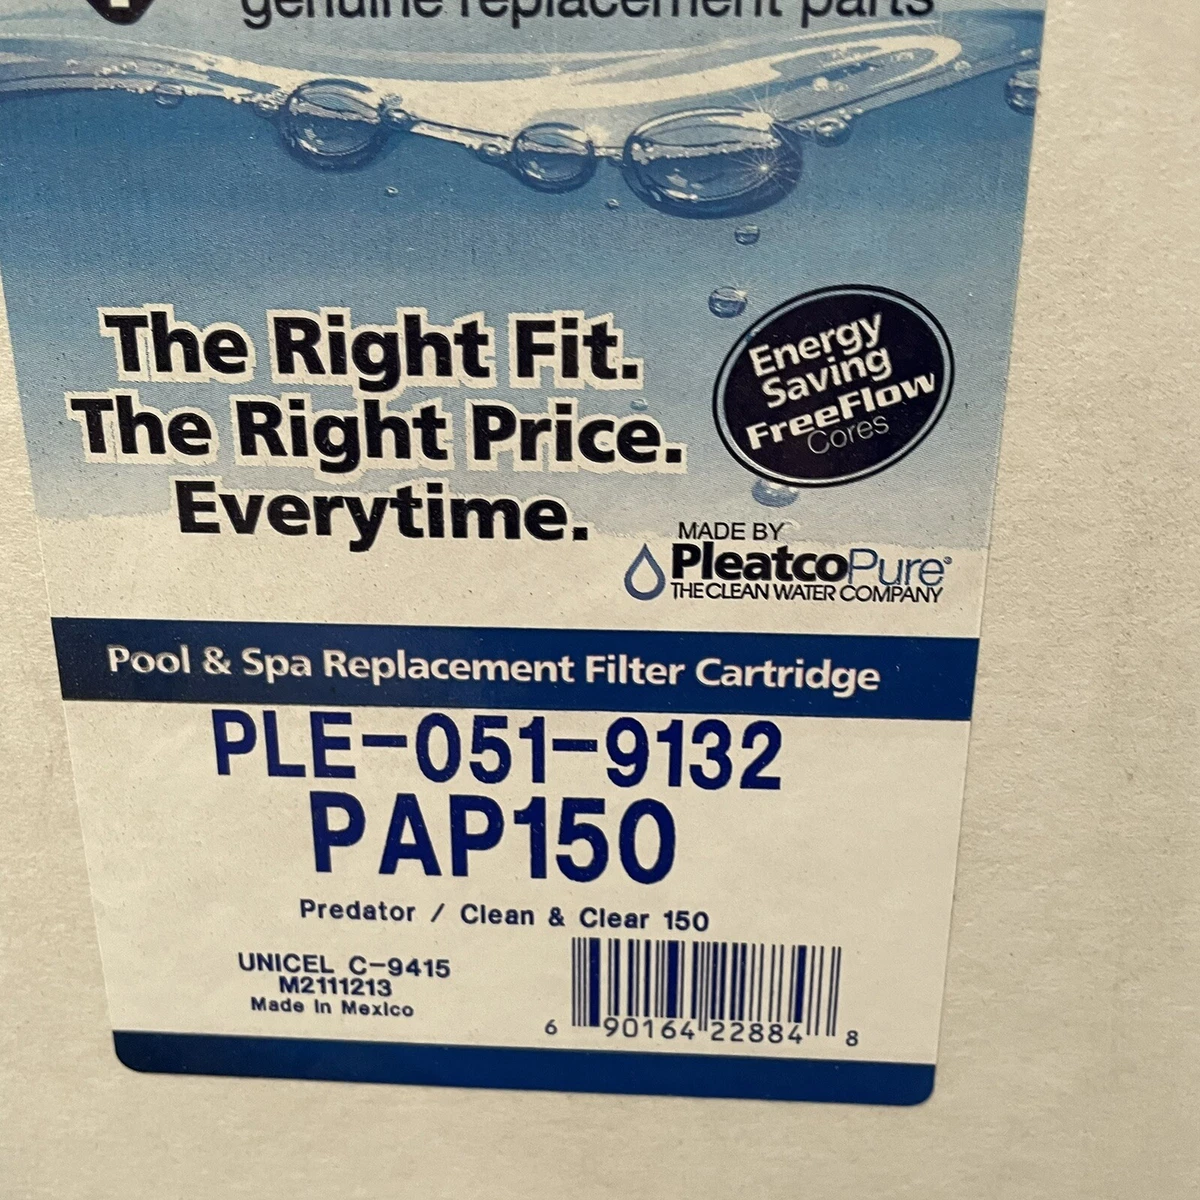 genuine replacement parts
The Right Fit.
The Right Price.
Everytime.
Energy
Saving
FreeFlow
Cores
MADE BY
PleatcoPure®
THE CLEAN WATER COMPANY
Pool & Spa Replacement Filter Cartridge
PLE-051-9132
PAP150
Predator / Clean & Clear 150
UNICEL C-9415
M2111213
Made In Mexico
6 90164 22884 8